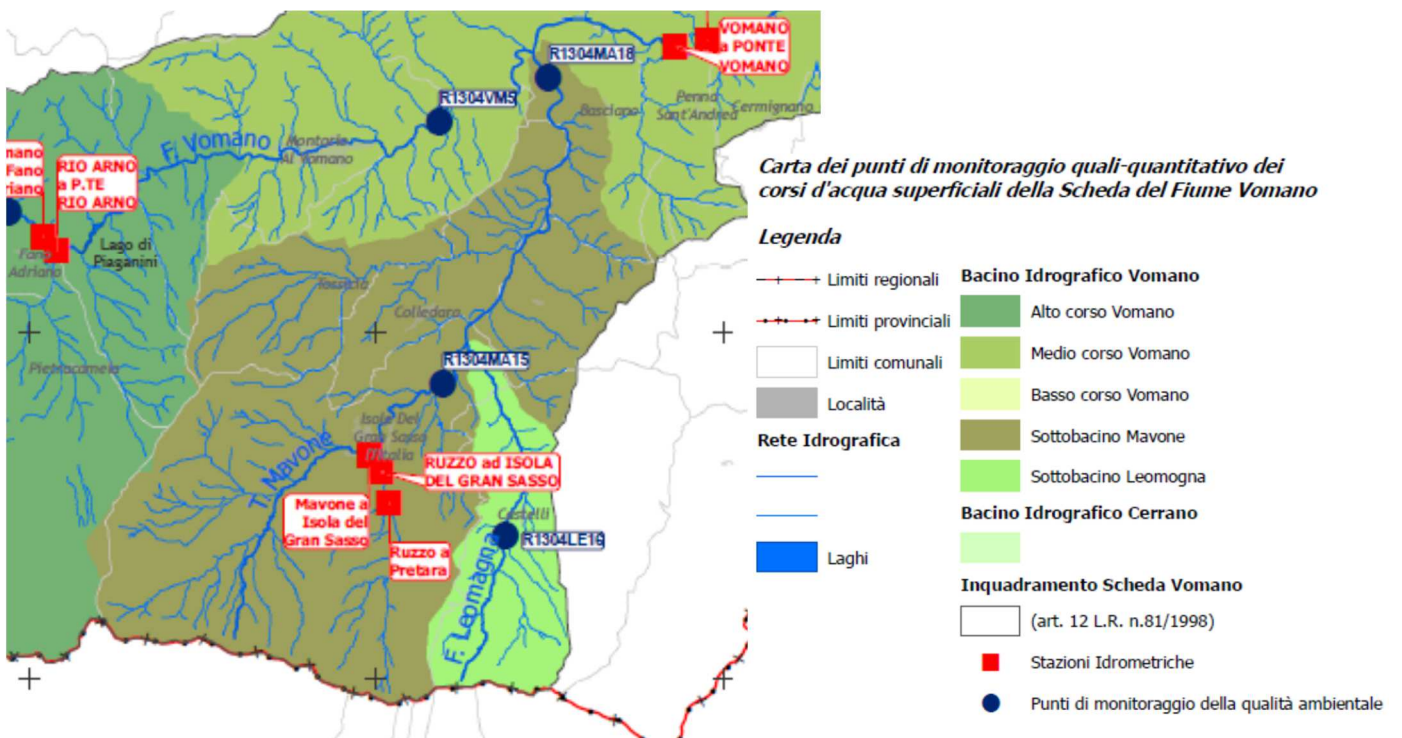 VOMANO
a PONTE
VOMANO
R1304MA18
R1304VM5
Basciano
Penna
Sant'Andrea
Cermignano
F. Vomano
Montorio
Al Vomano
mano
Fano
riano
RIO ARNO
a P.TE
RIO ARNO
Fano
Adriano
Lago di
Piaganini
Tossicia
Colledara
Pietracamela
R1304MA15
Isola Del
Gran Sasso
D'Italia
T. Mavone
RUZZO ad ISOLA
DEL GRAN SASSO
Mavone a
Isola del
Gran Sasso
Ruzzo a
Pretara
Castelli
R1304LE16
F. Leomagna
Carta dei punti di monitoraggio quali-quantitativo dei
corsi d'acqua superficiali della Scheda del Fiume Vomano
Legenda
Limiti regionali
Limiti provinciali
Limiti comunali
Località
Rete Idrografica
Laghi
Bacino Idrografico Vomano
Alto corso Vomano
Medio corso Vomano
Basso corso Vomano
Sottobacino Mavone
Sottobacino Leomogna
Bacino Idrografico Cerrano
Inquadramento Scheda Vomano
(art. 12 L.R. n.81/1998)
Stazioni Idrometriche
Punti di monitoraggio della qualità ambientale